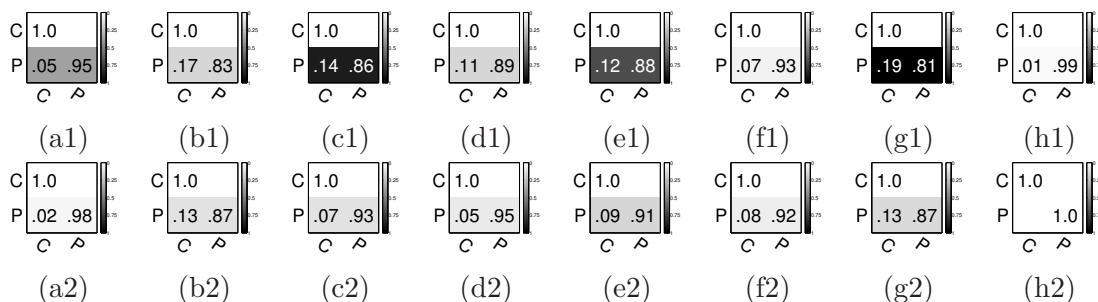 C 1.0 C 1.0 C 1.0 C 1.0 C 1.0 C 1.0 C 1.0 C 1.0
P .05 .95 P .17 .83 P .14 .86 P .11 .89 P .12 .88 P .07 .93 P .19 .81 P .01 .99
C P C P C P C P C P C P C P C P
(a1) (b1) (c1) (d1) (e1) (f1) (g1) (h1)
C 1.0 C 1.0 C 1.0 C 1.0 C 1.0 C 1.0 C 1.0 C 1.0
P .02 .98 P .13 .87 P .07 .93 P .05 .95 P .09 .91 P .08 .92 P .13 .87 P 1.0
C P C P C P C P C P C P C P C P
(a2) (b2) (c2) (d2) (e2) (f2) (g2) (h2)